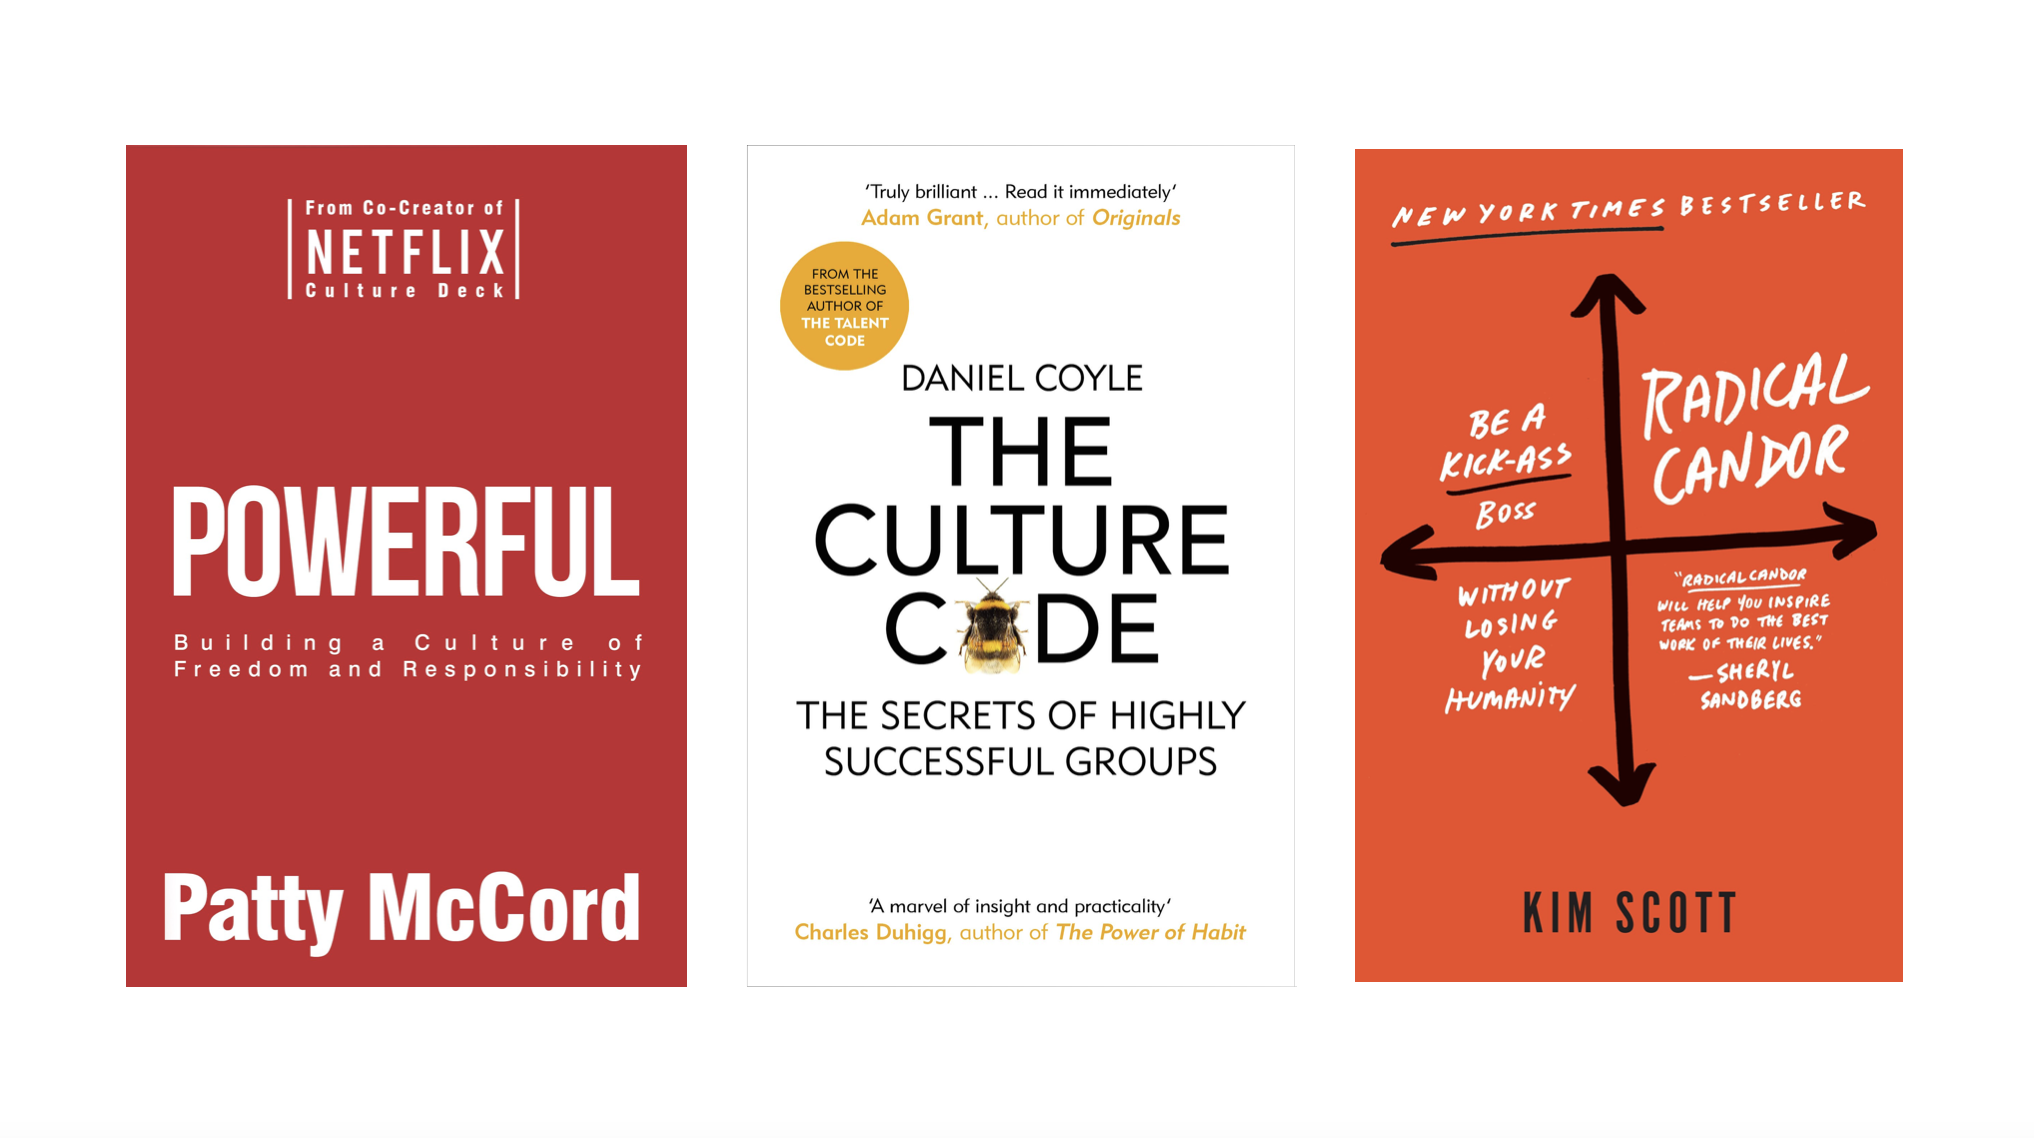 From Co-Creator of
NETFLIX
Culture Deck
POWERFUL
Building a Culture of
Freedom and Responsibility
Patty McCord
‘Truly brilliant ... Read it immediately‘
Adam Grant, author of Originals
FROM THE
BESTSELLING
AUTHOR OF
THE TALENT
CODE
DANIEL COYLE
THE
CULTURE
CODE
THE SECRETS OF HIGHLY
SUCCESSFUL GROUPS
‘A marvel of insight and practicality‘
Charles Duhigg, author of The Power of Habit
NEW YORK TIMES BESTSELLER
RADICAL
CANDOR
BE A
KICK-ASS
BOSS
WITHOUT
LOSING
YOUR
HUMANITY
"RADICAL CANDOR
WILL HELP YOU INSPIRE
TEAMS TO DO THE BEST
WORK OF THEIR LIVES."
—SHERYL
SANDBERG
KIM SCOTT